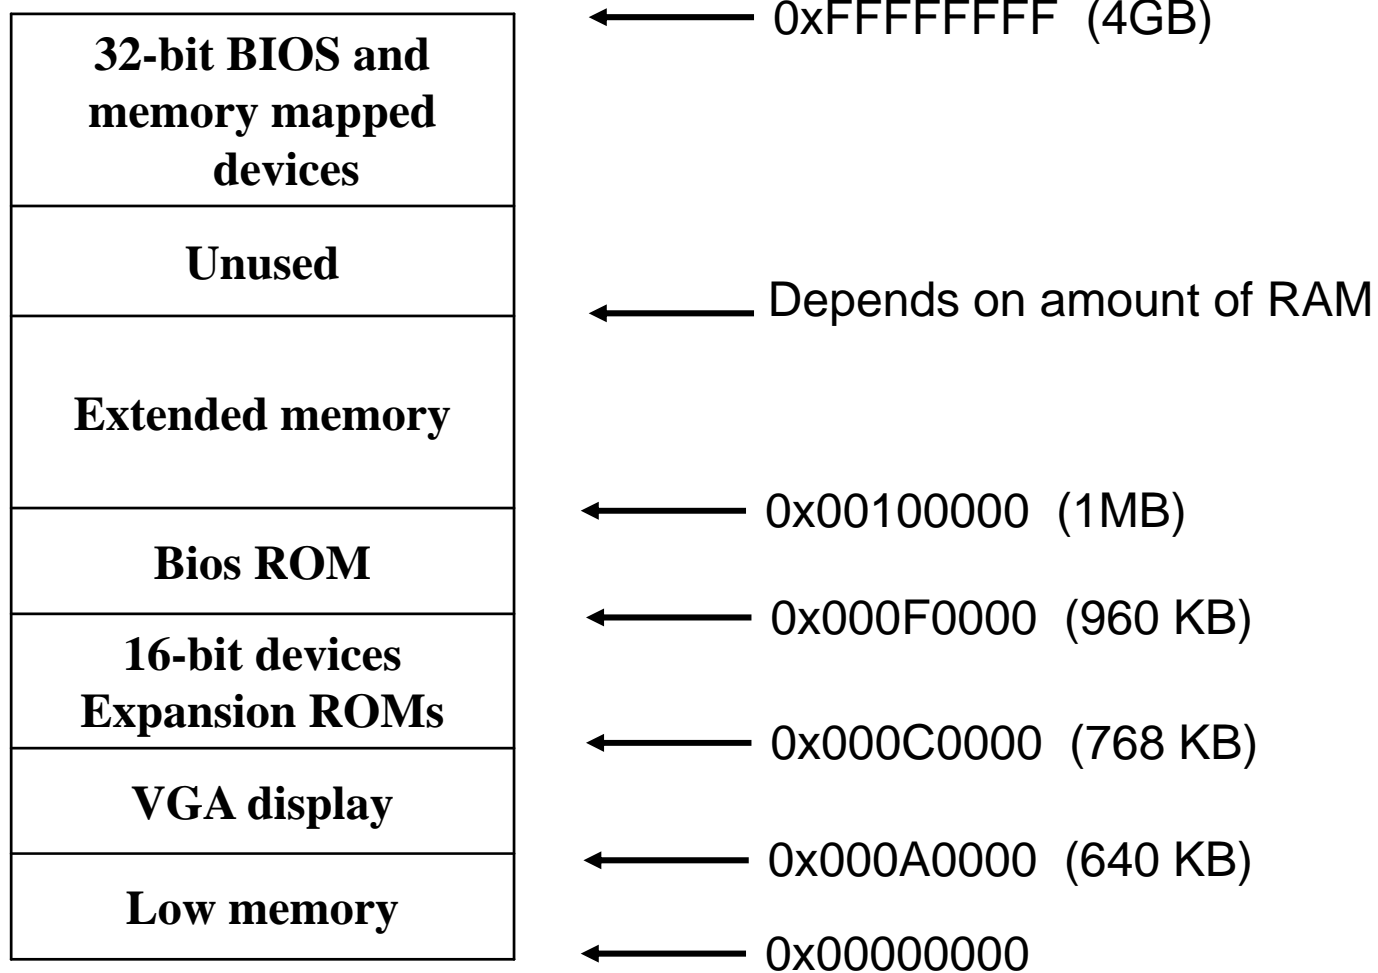 0xFFFFFFFF (4GB)
32-bit BIOS and
memory mapped
devices
Unused
Depends on amount of RAM
Extended memory
0x00100000 (1MB)
Bios ROM
0x000F0000 (960 KB)
16-bit devices
Expansion ROMs
0x000C0000 (768 KB)
VGA display
0x000A0000 (640 KB)
Low memory
0x00000000